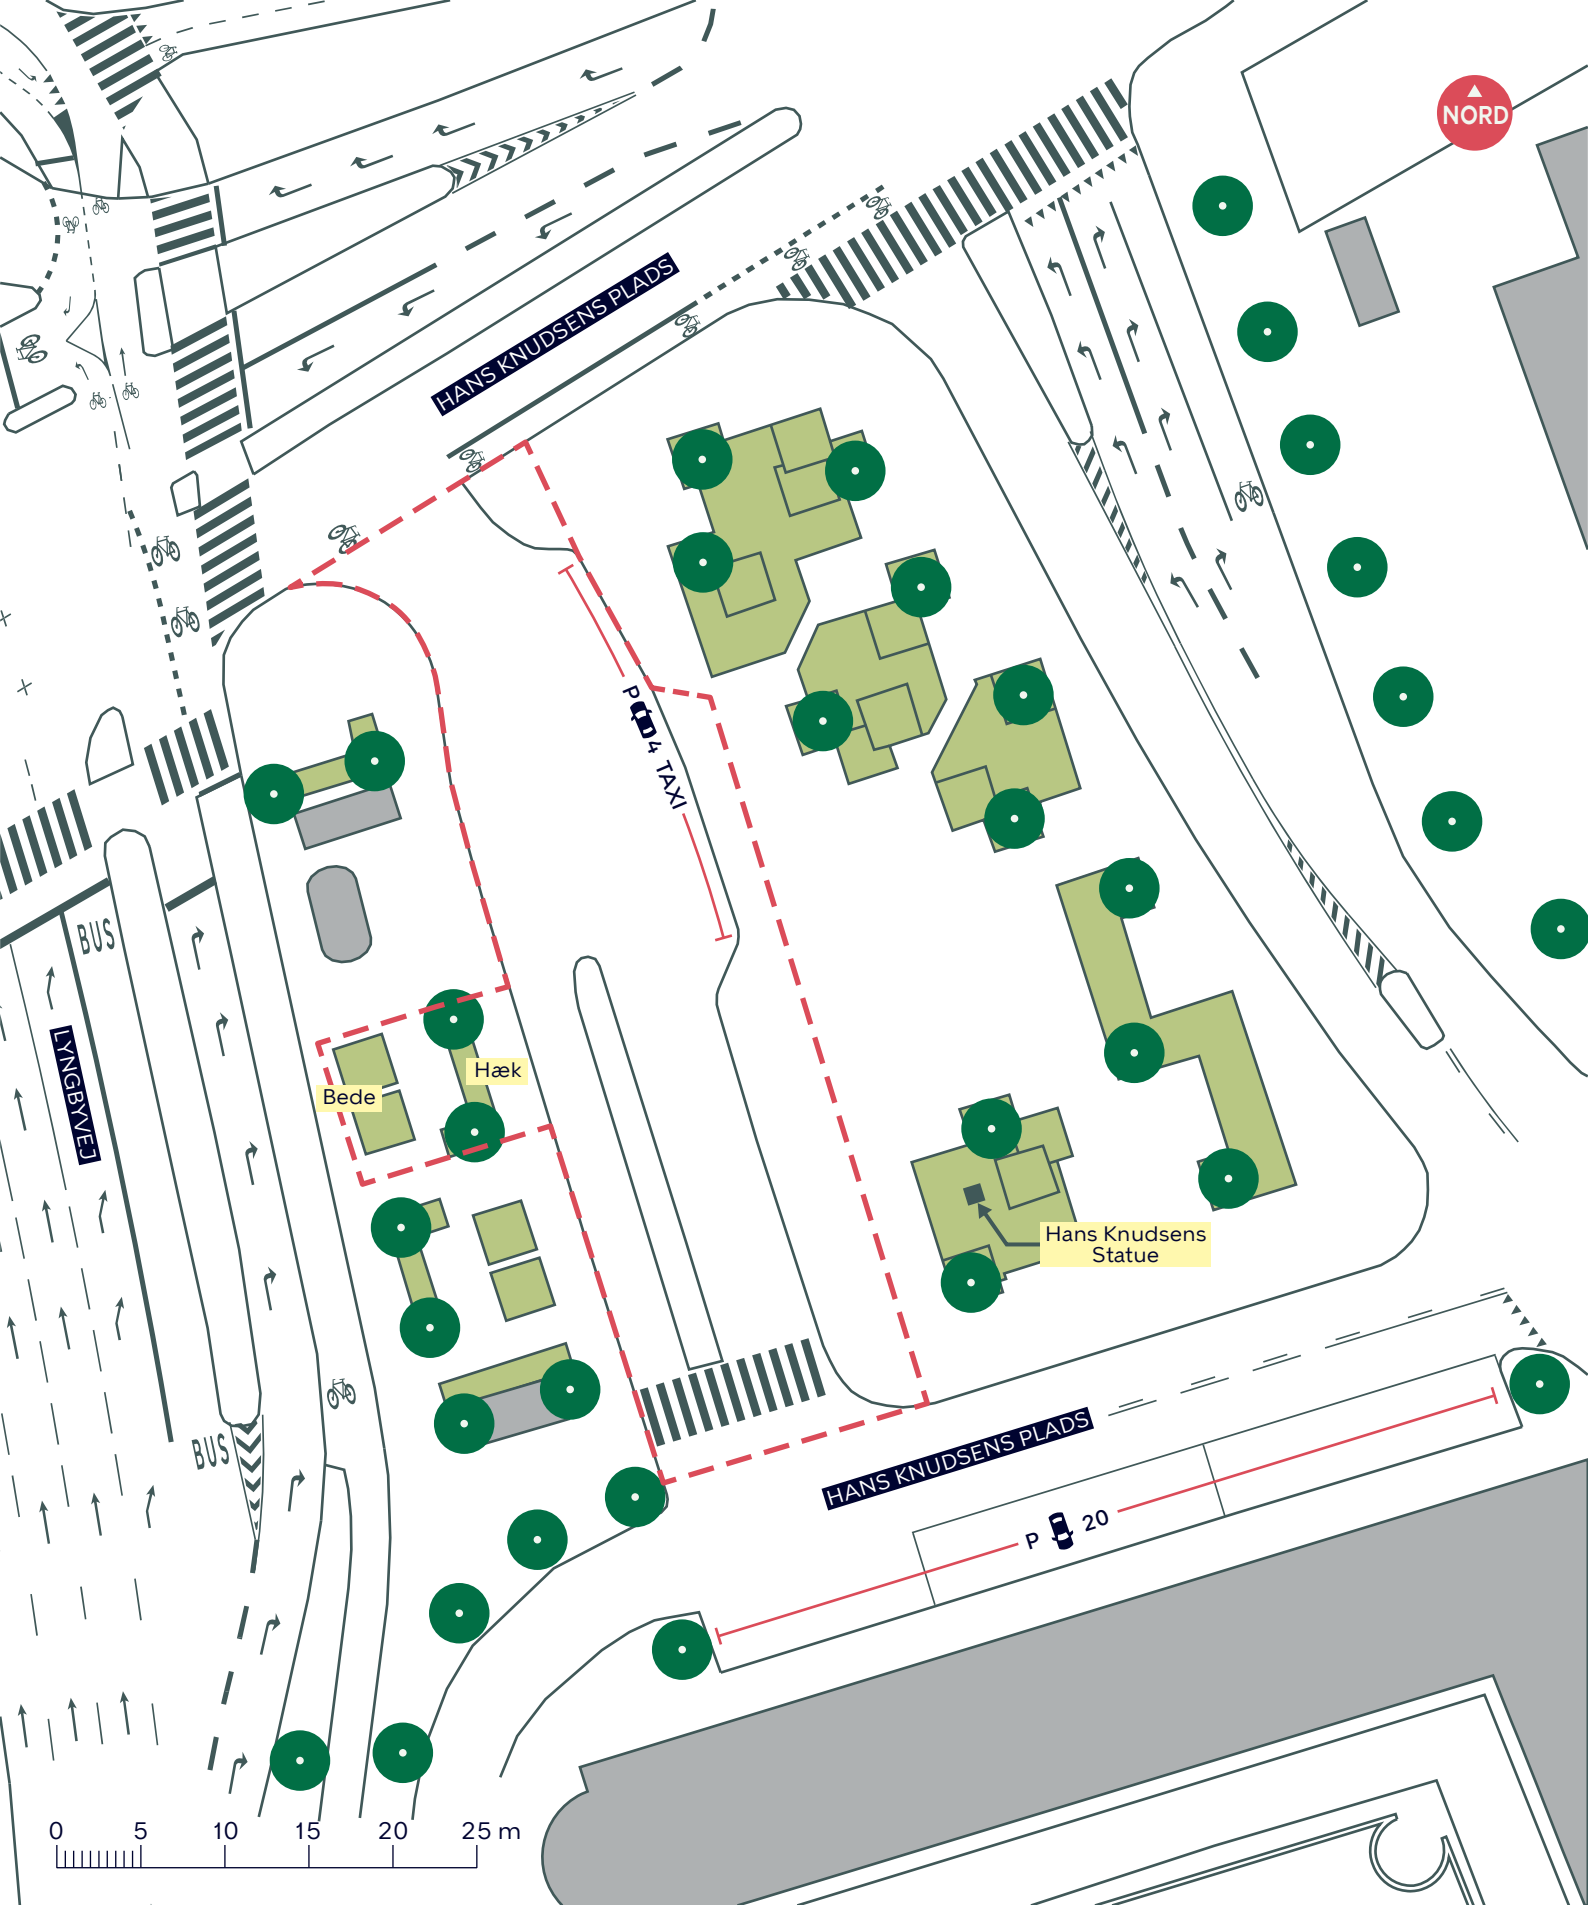 NORD
HANS KNUDSENS PLADS
P 4 TAXI
BUS
LYNGBYVEJ
Hæk
Bede
Hans Knudsens
Statue
BUS
HANS KNUDSENS PLADS
P 20
0 5 10 15 20 25 m